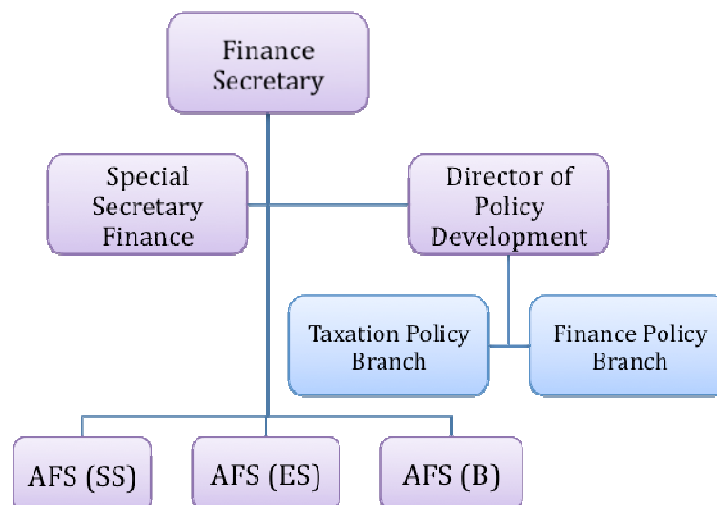 Finance
Secretary
Special
Secretary
Finance
Director of
Policy
Development
Taxation Policy
Branch
Finance Policy
Branch
AFS (SS)
AFS (ES)
AFS (B)